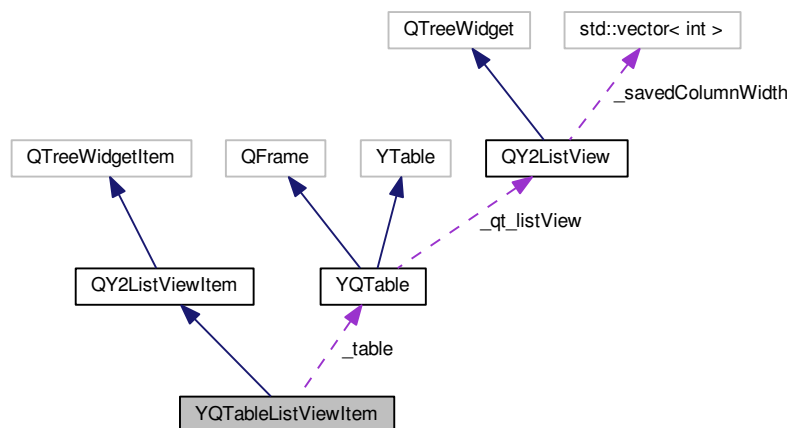 QTreeWidget
std::vector< int >
_savedColumnWidth
QTreeWidgetItem
QFrame
YTable
QY2ListView
_qt_listView
QY2ListViewItem
YQTable
_table
YQTableListViewItem